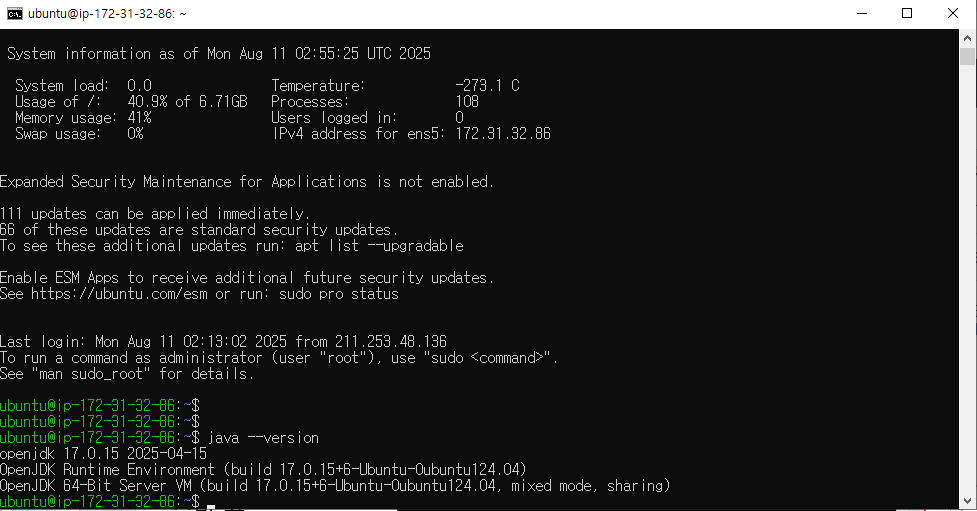 ubuntu@ip-172-31-32-86: ~
System information as of Mon Aug 11 02:55:25 UTC 2025
System load: 0.0 Temperature: -273.1 C
Usage of /: 40.9% of 6.71GB Processes: 108
Memory usage: 41% Users logged in: 0
Swap usage: 0% IPv4 address for ens5: 172.31.32.86
Expanded Security Maintenance for Applications is not enabled.
111 updates can be applied immediately.
66 of these updates are standard security updates.
To see these additional updates run: apt list --upgradable
Enable ESM Apps to receive additional future security updates.
See https://ubuntu.com/esm or run: sudo pro status
Last login: Mon Aug 11 02:13:02 2025 from 211.253.48.136
To run a command as administrator (user "root"), use "sudo <command>".
See "man sudo_root" for details.
ubuntu@ip-172-31-32-86:~$
ubuntu@ip-172-31-32-86:~$
ubuntu@ip-172-31-32-86:~$ java --version
openjdk 17.0.15 2025-04-15
OpenJDK Runtime Environment (build 17.0.15+6-Ubuntu-0ubuntu124.04)
OpenJDK 64-Bit Server VM (build 17.0.15+6-Ubuntu-0ubuntu124.04, mixed mode, sharing)
ubuntu@ip-172-31-32-86:~$